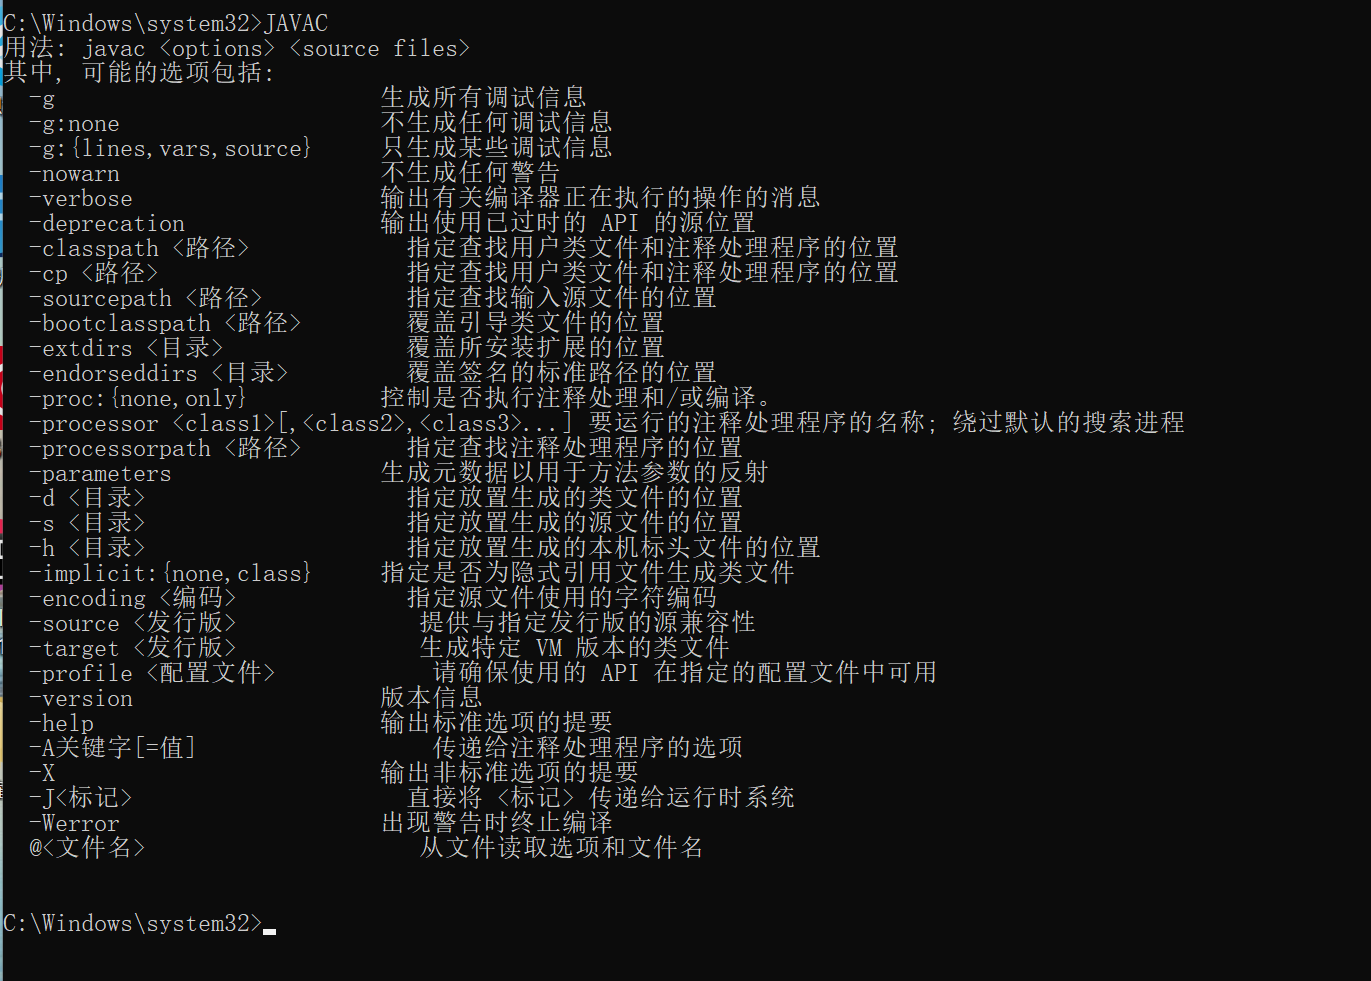 C:\Windows\system32>JAVAC
用法: javac <options> <source files>
其中, 可能的选项包括:
-g 生成所有调试信息
-g:none 不生成任何调试信息
-g:{lines,vars,source} 只生成某些调试信息
-nowarn 不生成任何警告
-verbose 输出有关编译器正在执行的操作的消息
-deprecation 输出使用已过时的 API 的源位置
-classpath <路径> 指定查找用户类文件和注释处理程序的位置
-cp <路径> 指定查找用户类文件和注释处理程序的位置
-sourcepath <路径> 指定查找输入源文件的位置
-bootclasspath <路径> 覆盖引导类文件的位置
-extdirs <目录> 覆盖所安装扩展的位置
-endorseddirs <目录> 覆盖签名的标准路径的位置
-proc:{none,only} 控制是否执行注释处理和/或编译。
-processor <class1>[,<class2>,<class3>...] 要运行的注释处理程序的名称; 绕过默认的搜索进程
-processorpath <路径> 指定查找注释处理程序的位置
-parameters 生成元数据以用于方法参数的反射
-d <目录> 指定放置生成的类文件的位置
-s <目录> 指定放置生成的源文件的位置
-h <目录> 指定放置生成的本机标头文件的位置
-implicit:{none,class} 指定是否为隐式引用文件生成类文件
-encoding <编码> 指定源文件使用的字符编码
-source <发行版> 提供与指定发行版的源兼容性
-target <发行版> 生成特定 VM 版本的类文件
-profile <配置文件> 请确保使用的 API 在指定的配置文件中可用
-version 版本信息
-help 输出标准选项的提要
-A关键字[=值] 传递给注释处理程序的选项
-X 输出非标准选项的提要
-J<标记> 直接将 <标记> 传递给运行时系统
-Werror 出现警告时终止编译
@<文件名> 从文件读取选项和文件名
C:\Windows\system32>